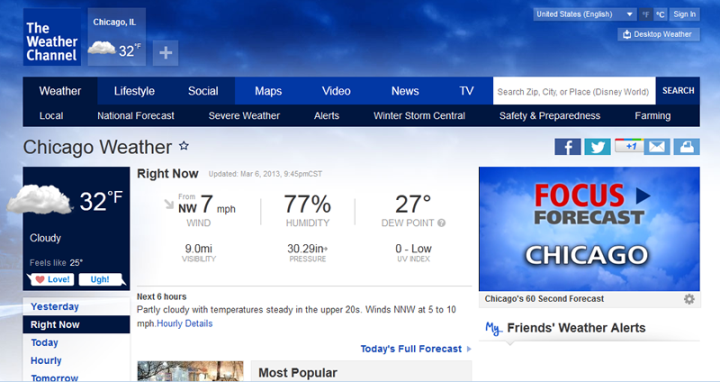 The
Weather
Channel
Chicago, IL
32°F
+
United States (English)
°F °C
Sign In
Desktop Weather
Weather Lifestyle Social Maps Video News TV
Search Zip, City, or Place (Disney World) SEARCH
Local National Forecast Severe Weather Alerts Winter Storm Central Safety & Preparedness Farming
Chicago Weather
f +1
32°F
Cloudy
Feels like 25°
Love! Ugh!
Yesterday
Right Now
Today
Hourly
Tomorrow
Right Now Updated: Mar 6, 2013, 9:45pmCST
From
NW 7 mph
WIND
77%
HUMIDITY
27°
DEW POINT ?
9.0mi
VISIBILITY
30.29in
PRESSURE
0 - Low
UV INDEX
Next 6 hours
Partly cloudy with temperatures steady in the upper 20s. Winds NNW at 5 to 10
mph.Hourly Details
Today's Full Forecast
Most Popular
FOCUS
FORECAST
CHICAGO
Chicago's 60 Second Forecast
My Friends' Weather Alerts